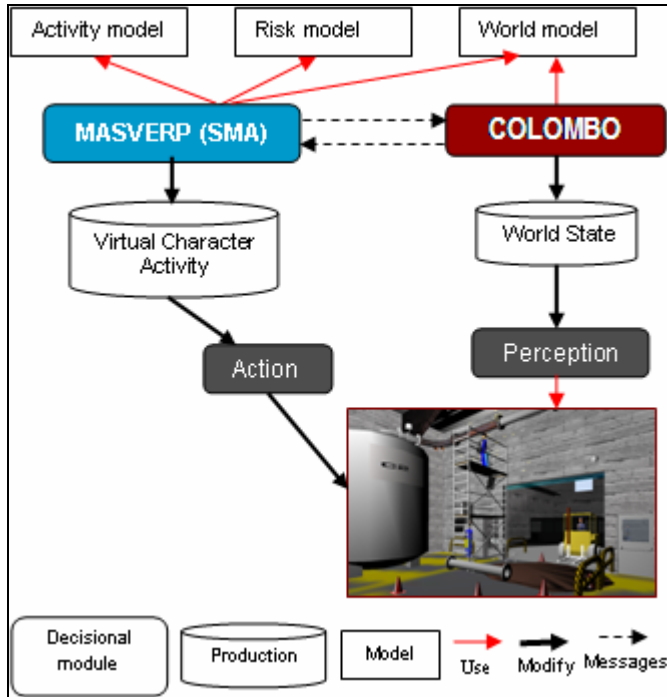 Activity model
Risk model
World model
MASVERP (SMA)
COLOMBO
Virtual Character
Activity
World State
Action
Perception
Decisional
module
Production
Model
Use
Modify
Messages